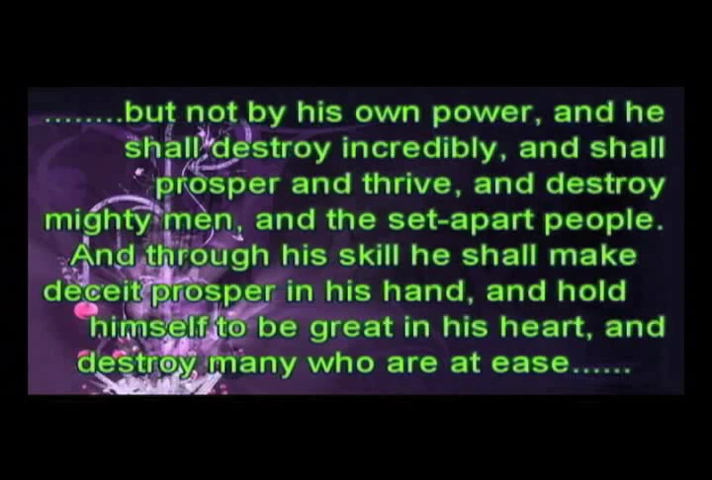 ........but not by his own power, and he
shall destroy incredibly, and shall
prosper and thrive, and destroy
mighty men, and the set-apart people.
And through his skill he shall make
deceit prosper in his hand, and hold
himself to be great in his heart, and
destroy many who are at ease......